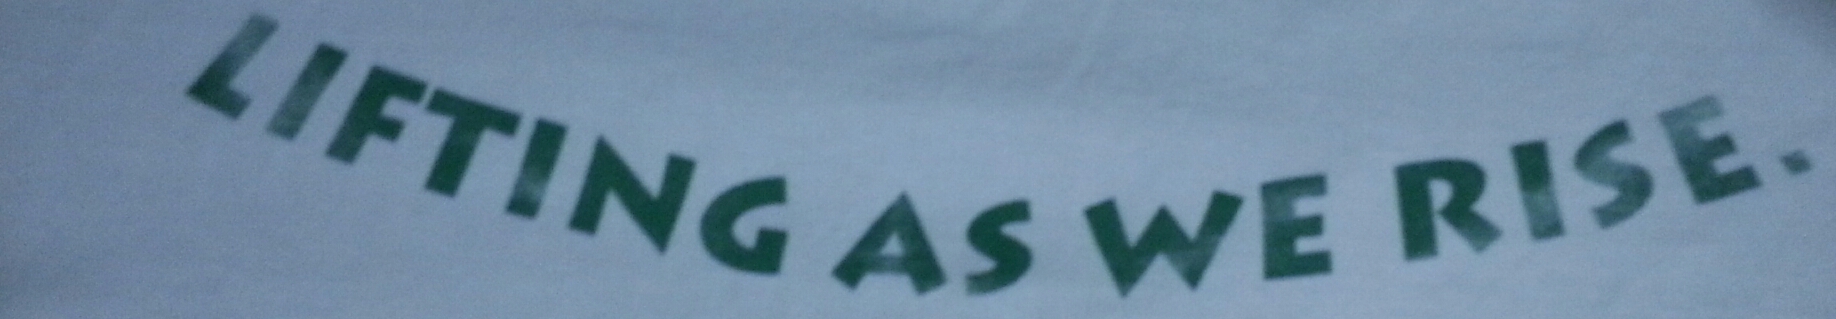 LIFTING AS WE RISE.